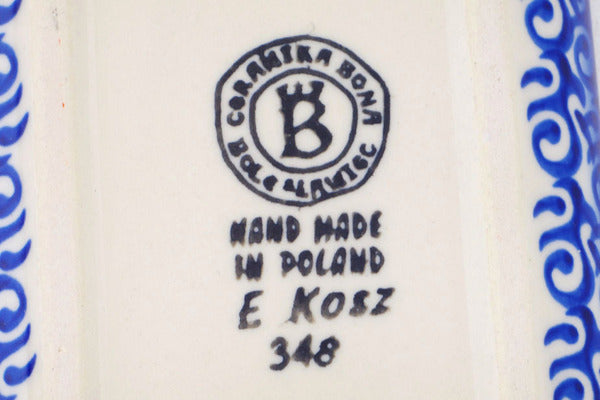 CERAMIKA BONA
B
BOLESŁAWIEC
HAND MADE
IN POLAND
E KOSZ
348